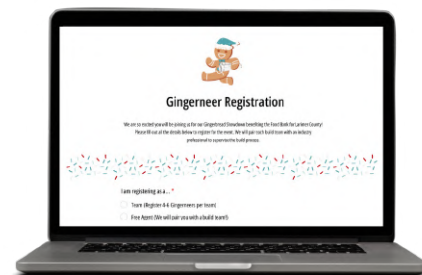 Gingerneer Registration
We are so excited you will be joining us for our Gingerbread Showdown benefiting the Food Bank for Larimer County!
Please fill out all the details below to register for the event. We will pair each build team with an industry
professional to supervise the build process.
I am registering as a... *
Team (Register 4-6 Gingerneers per team)
Free Agent (We will pair you with a build team!)